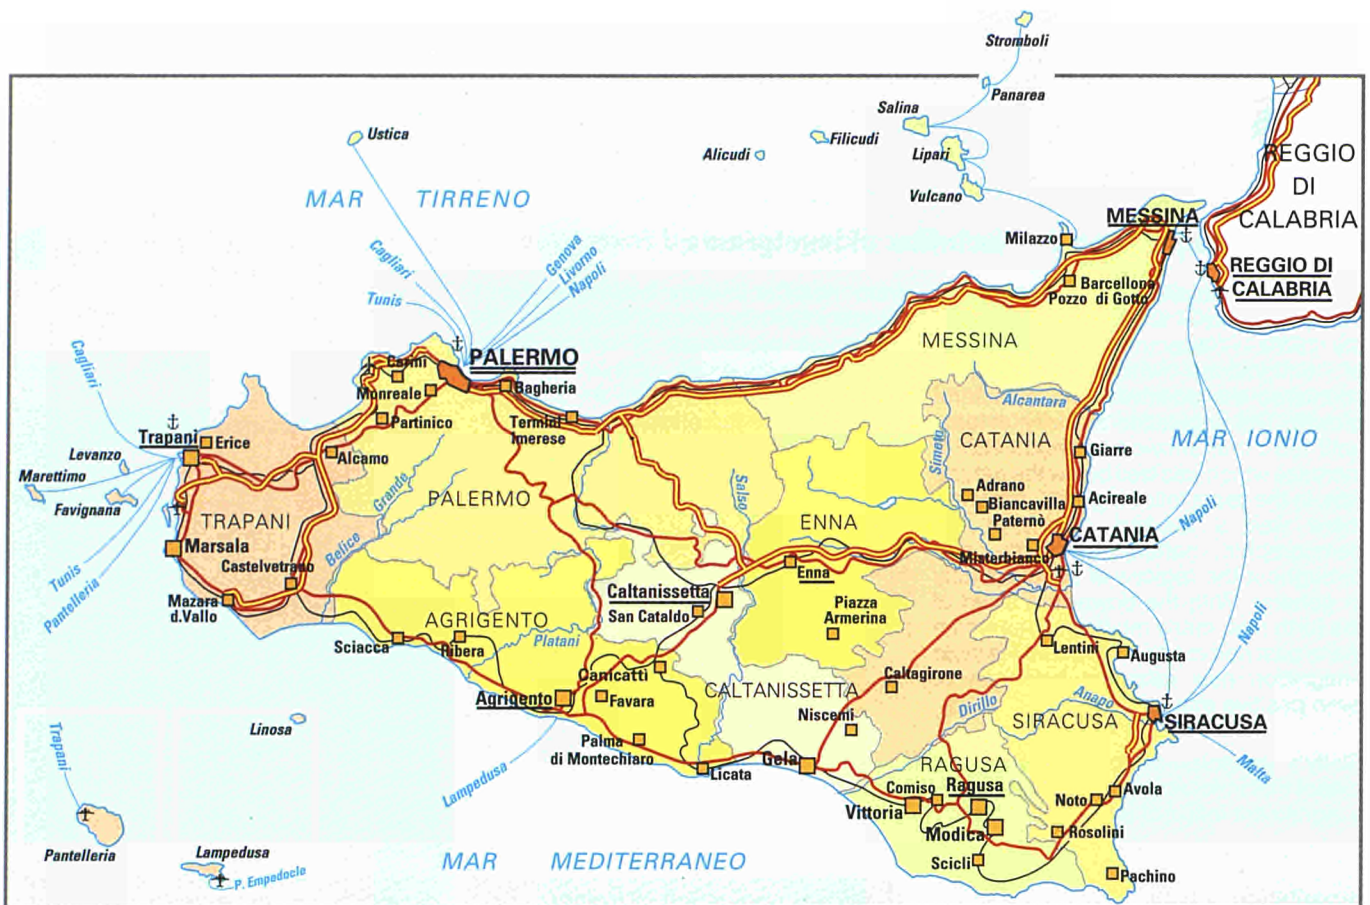 Stromboli
Panarea
Salina
Ustica
Filicudi
Alicudi
Lipari
REGGIO
DI
CALABRIA
Vulcano
MAR TIRRENO
MESSINA
Milazzo
Cagliari
Genova
Livorno
Napoli
REGGIO DI
CALABRIA
Tunis
Barcellona
Pozzo di Gotto
MESSINA
Cagliari
PALERMO
Carini
Monreale
Bagheria
Alcantara
Partinico
Termini
Imerese
Trapani
Erice
CATANIA
MAR IONIO
Simeto
Giarre
Levanzo
Alcamo
Marettimo
Favignana
Grande
PALERMO
Salso
Adrano
Biancavilla
Acireale
Paternò
Napoli
TRAPANI
ENNA
CATANIA
Marsala
Belice
Misterbianco
Castelvetrano
Enna
Tunis
Pantelleria
Mazara
d.Vallo
Caltanissetta
San Cataldo
Piazza
Armerina
Napoli
AGRIGENTO
Platani
Sciacca
Ribera
Lentini
Augusta
Canicatti
Caltagirone
Agrigento
Favara
CALTANISSETTA
Dirillo
Anapo
Niscemi
SIRACUSA
SIRACUSA
Linosa
Trapani
Palma
di Montechiaro
Licata
Gela
RAGUSA
Malta
Lampedusa
Comiso
Ragusa
Noto
Avola
Vittoria
Modica
Rosolini
Pantelleria
Lampedusa
MAR MEDITERRANEO
Scicli
P. Empedocle
Pachino